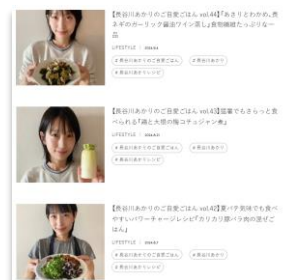 【長谷川あかりのご自愛ごはん vol.44】「あさりとわかめ、長
ネギのガーリック醤油ワイン蒸し」食物繊維たっぷりな一
品
LIFESTYLE |
# 長谷川あかりのご自愛ごはん # 長谷川あかり
# 長谷川あかりレシピ
【長谷川あかりのご自愛ごはん vol.43】猛暑でもさらっと食
べられる「鶏と大根の梅コチュジャン煮」
LIFESTYLE |
# 長谷川あかりのご自愛ごはん # 長谷川あかり
# 長谷川あかりレシピ
【長谷川あかりのご自愛ごはん vol.42】夏バテ気味でも食べ
やすいパワーチャージレシピ「カリカリ豚バラ肉の混ぜご
はん」
LIFESTYLE |
# 長谷川あかりのご自愛ごはん # 長谷川あかり
# 長谷川あかりレシピ